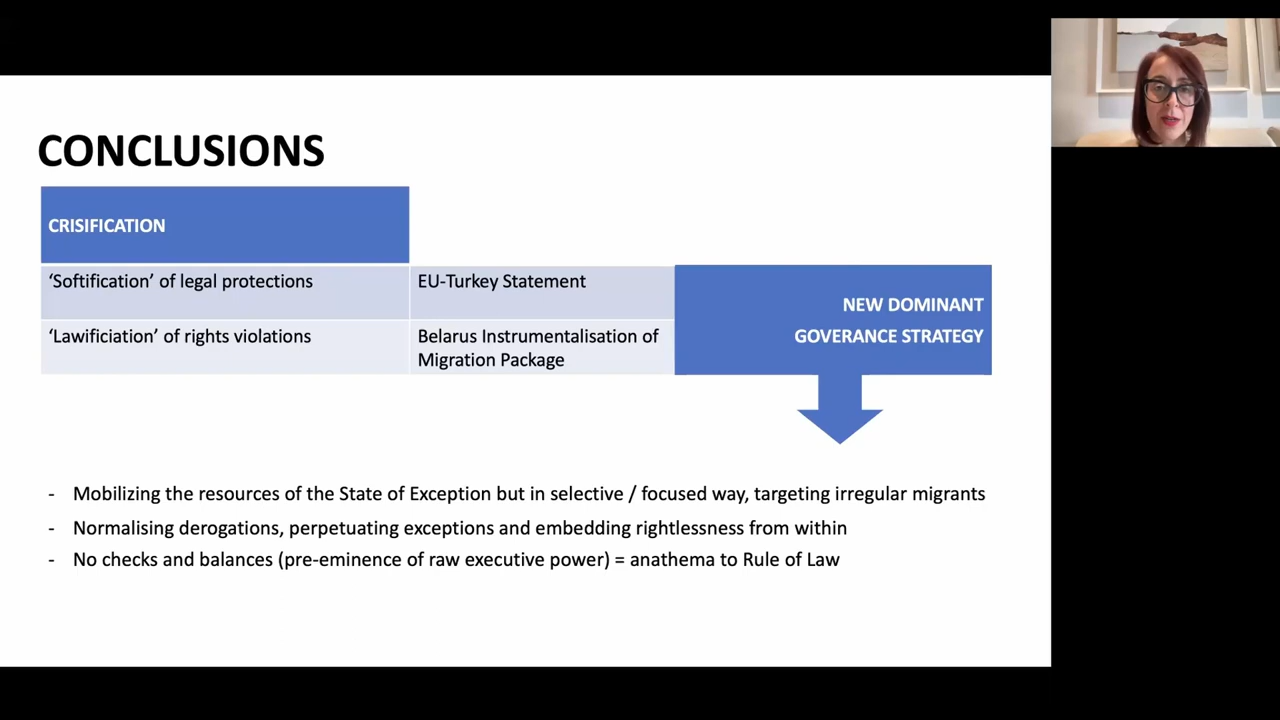 CONCLUSIONS
CRISIFICATION
‘Softification’ of legal protections
EU-Turkey Statement
‘Lawificiation’ of rights violations
Belarus Instrumentalisation of
Migration Package
NEW DOMINANT
GOVERANCE STRATEGY
- Mobilizing the resources of the State of Exception but in selective / focused way, targeting irregular migrants
- Normalising derogations, perpetuating exceptions and embedding rightlessness from within
- No checks and balances (pre-eminence of raw executive power) = anathema to Rule of Law